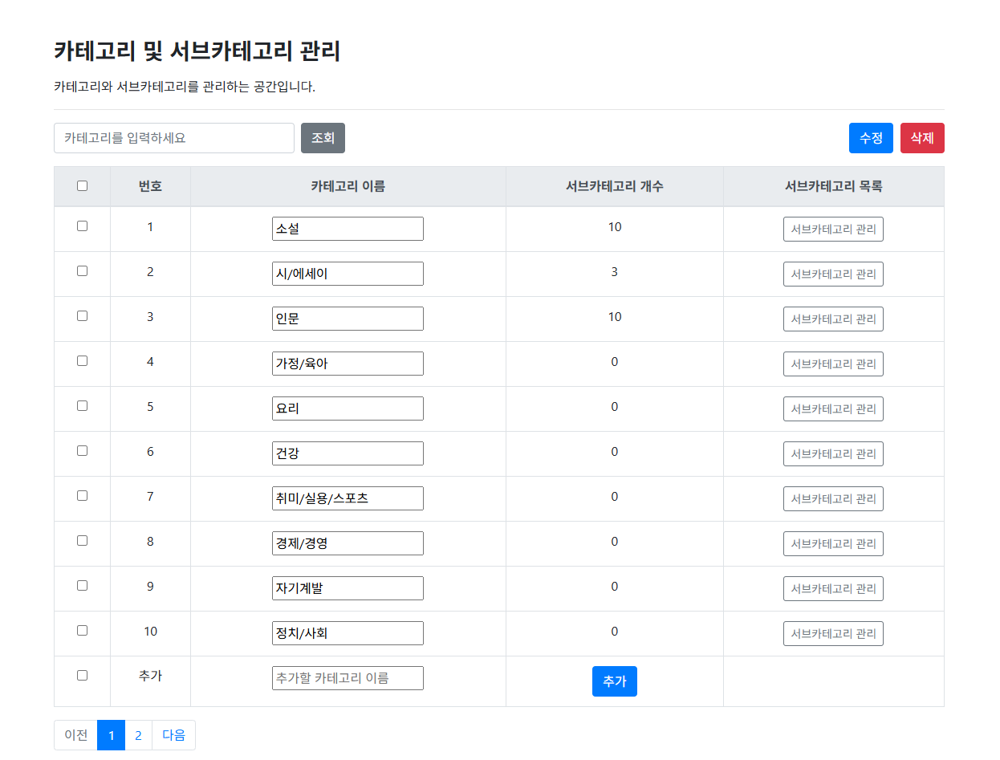 카테고리 및 서브카테고리 관리
카테고리와 서브카테고리를 관리하는 공간입니다.
카테고리를 입력하세요 조회 수정 삭제
번호 카테고리 이름 서브카테고리 개수 서브카테고리 목록
1 소설 10 서브카테고리 관리
2 시/에세이 3 서브카테고리 관리
3 인문 10 서브카테고리 관리
4 가정/육아 0 서브카테고리 관리
5 요리 0 서브카테고리 관리
6 건강 0 서브카테고리 관리
7 취미/실용/스포츠 0 서브카테고리 관리
8 경제/경영 0 서브카테고리 관리
9 자기계발 0 서브카테고리 관리
10 정치/사회 0 서브카테고리 관리
추가 추가할 카테고리 이름 추가
이전 1 2 다음